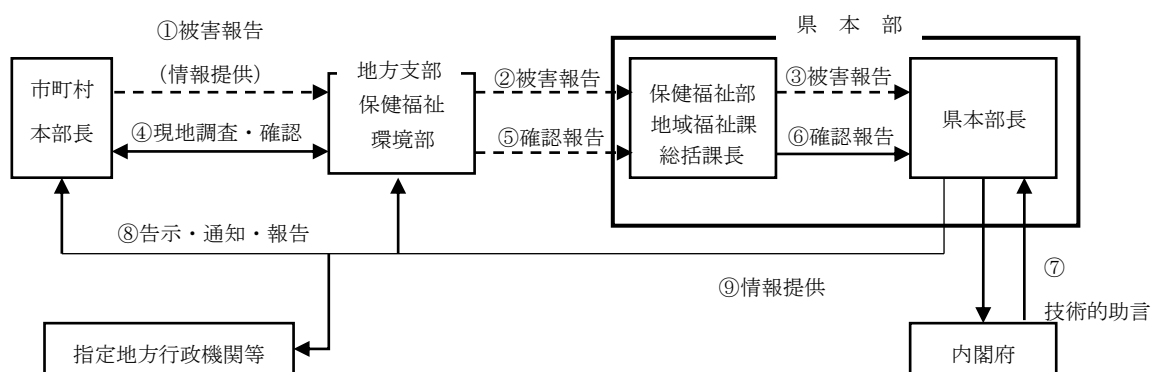 県 本 部
①被害報告
(情報提供)
市町村
本部長
④現地調査・確認
地方支部
保健福祉
環境部
②被害報告
⑤確認報告
保健福祉部
地域福祉課
総括課長
③被害報告
⑥確認報告
県本部長
⑧告示・通知・報告
⑨情報提供
⑦
技術的助言
指定地方行政機関等
内閣府